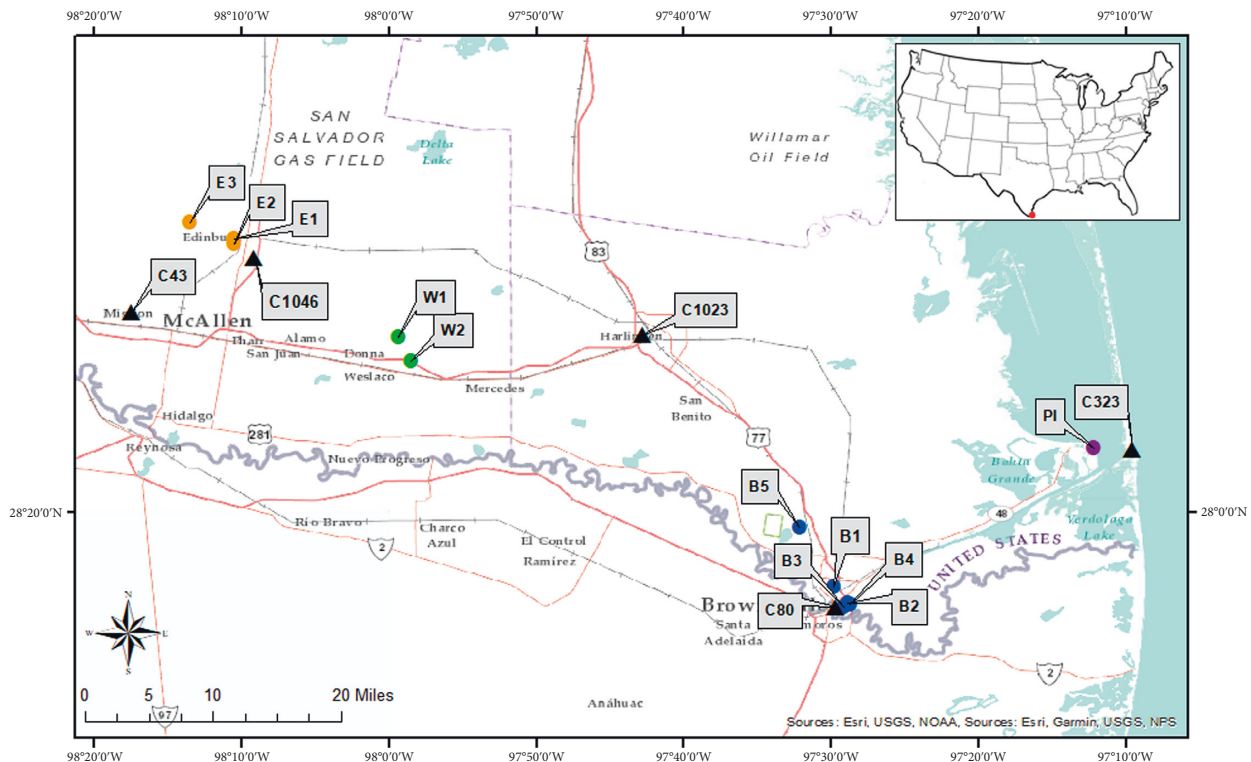 98°20′0″W
98°10′0″W
98°0′0″W
97°50′0″W
97°40′0″W
97°30′0″W
97°20′0″W
97°10′0″W
SAN
SALVADOR
GAS FIELD
Delta
Lake
Willamar
Oil Field
E3
E2
E1
Edinbu
C43
C1046
Mission
McAllen
Pharr
Alamo
San Juan
Donna
Weslaco
W1
W2
Mercedes
83
C1023
Harlingen
San
Benito
Hidalgo
281
77
Reynosa
Nuevo Progreso
PI
C323
Bahia
Grande
B5
28°20′0″N
28°0′0″N
48
Verdolaga
Lake
UNITED STATES
Rio Bravo
2
Charco
Azul
El Control
Ramírez
B1
B3
B4
B2
C80
Brow
Santa
Adelaida
moros
N
W
E
S
2
0
5
10
20 Miles
97
Anáhuac
Sources: Esri, USGS, NOAA, Sources: Esri, Garmin, USGS, NPS
98°20′0″W
98°10′0″W
98°0′0″W
97°50′0″W
97°40′0″W
97°30′0″W
97°20′0″W
97°10′0″W